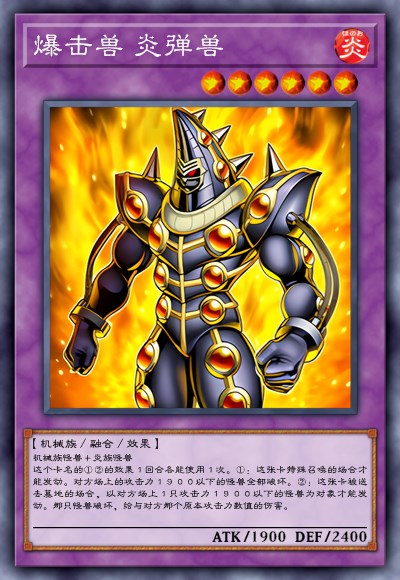 爆击兽 炎弹兽
ほのお
炎
【机械族／融合／效果】
机械族怪兽＋炎族怪兽
这个卡名的①②的效果1回合各能使用1次。①：这张卡特殊召唤的场合才
能发动。对方场上的攻击力１９００以下的怪兽全部破坏。②：这张卡被送
去墓地的场合，以对方场上１只攻击力１９００以下的怪兽为对象才能发
动。那只怪兽破坏，给与对方那个原本攻击力数值的伤害。
ATK/1900 DEF/2400